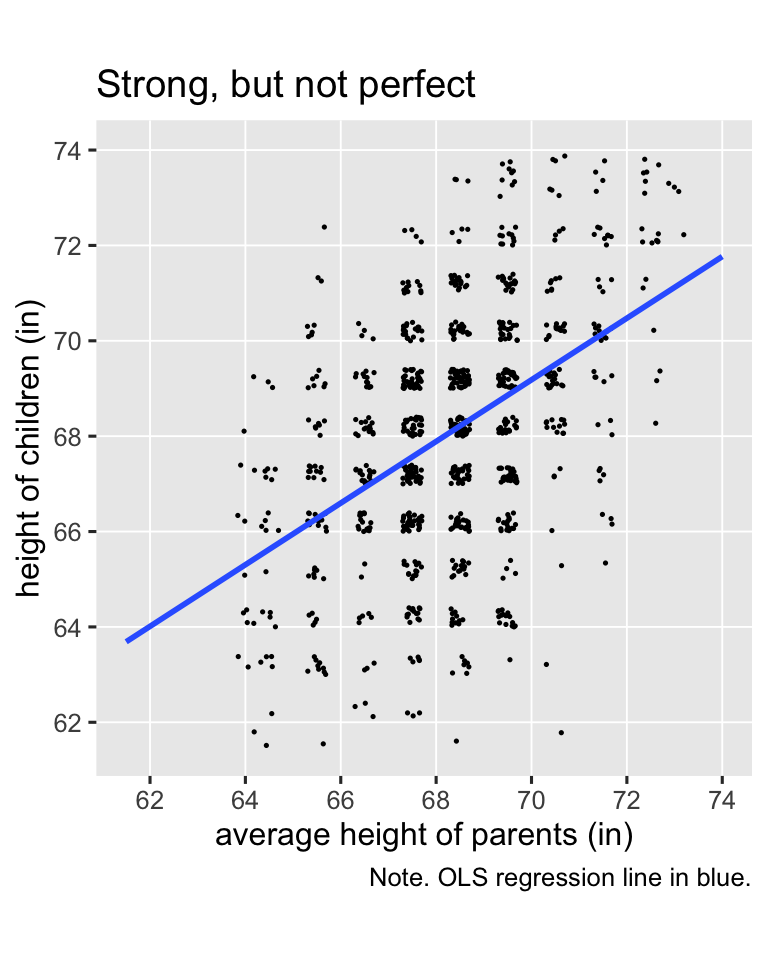 Strong, but not perfect
74
72
70
68
66
64
62
height of children (in)
62 64 66 68 70 72 74
average height of parents (in)
Note. OLS regression line in blue.